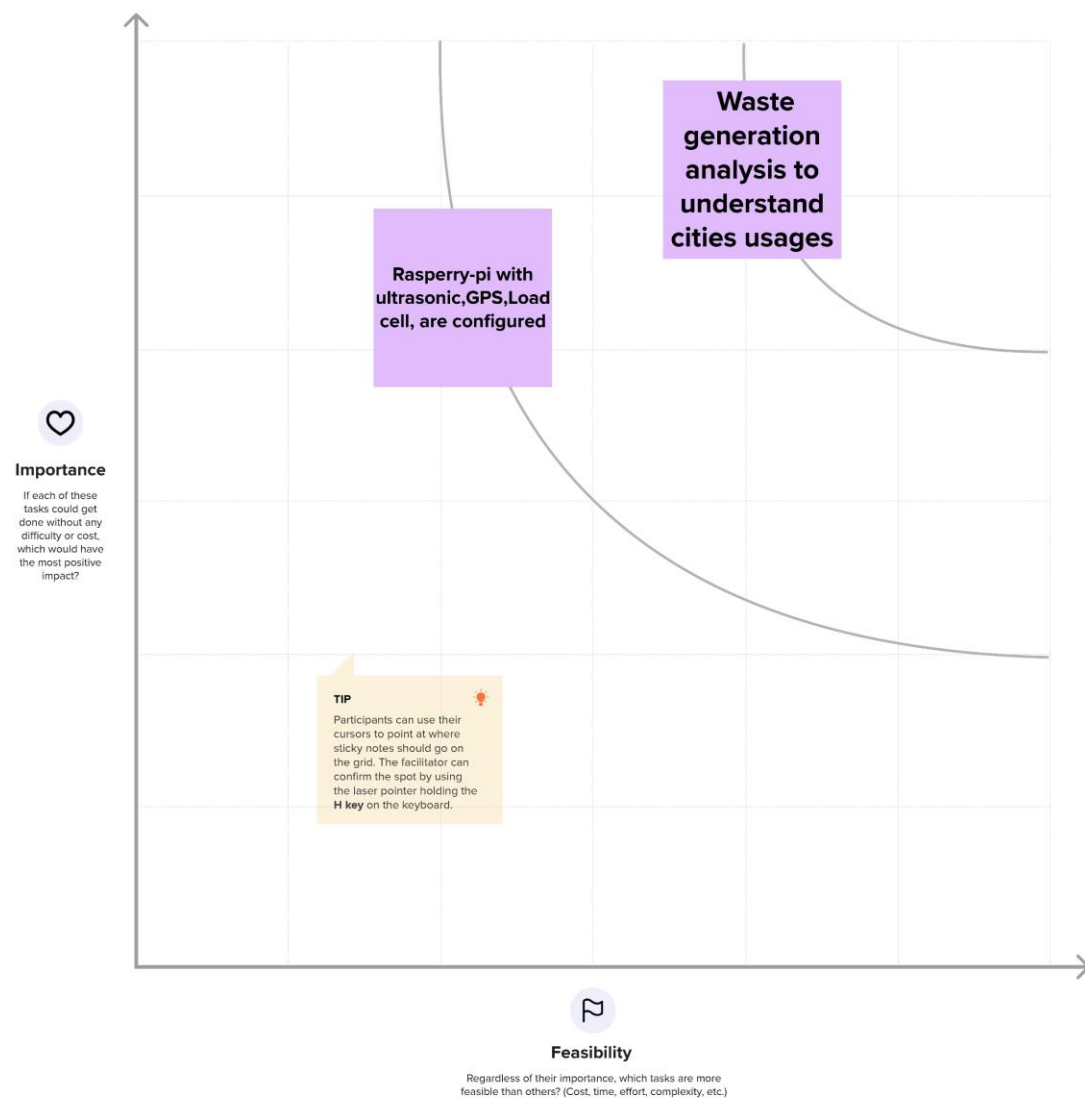 Waste
generation
analysis to
understand
cities usages
Rasperry-pi with
ultrasonic,GPS,Load
cell, are configured
Importance
If each of these
tasks could get
done without any
difficulty or cost,
which would have
the most positive
impact?
TIP
Participants can use their
cursors to point at where
sticky notes should go on
the grid. The facilitator can
confirm the spot by using
the laser pointer holding the
H key on the keyboard.
Feasibility
Regardless of their importance, which tasks are more
feasible than others? (Cost, time, effort, complexity, etc.)